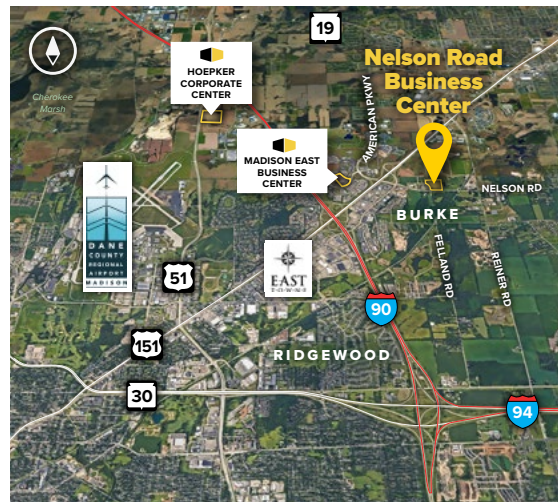 19
Nelson Road
Business
Center
HOEPKER
CORPORATE
CENTER
Cherokee
Marsh
AMERICAN PKWY
MADISON EAST
BUSINESS
CENTER
NELSON RD
BURKE
DANE
COUNTY
REGIONAL
AIRPORT
MADISON
51
EAST
TOWNE
FELLAND RD
REINER RD
90
151
RIDGEWOOD
30
94